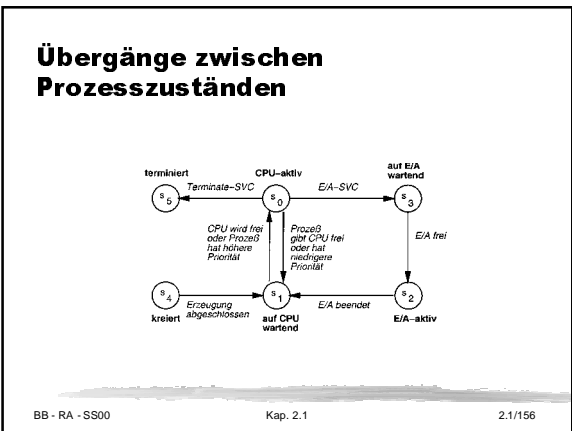 Übergänge zwischen
Prozesszuständen
terminiert
CPU-aktiv
auf E/A
wartend
s5
Terminate-SVC
s0
E/A-SVC
s3
CPU wird frei
oder Prozeß
hat höhere
Priorität
Prozeß
gibt CPU frei
oder hat
niedrigere
Priorität
E/A frei
s4
Erzeugung
abgeschlossen
s1
E/A beendet
s2
kreiert
auf CPU
wartend
E/A-aktiv
BB - RA - SS00
Kap. 2.1
2.1/156